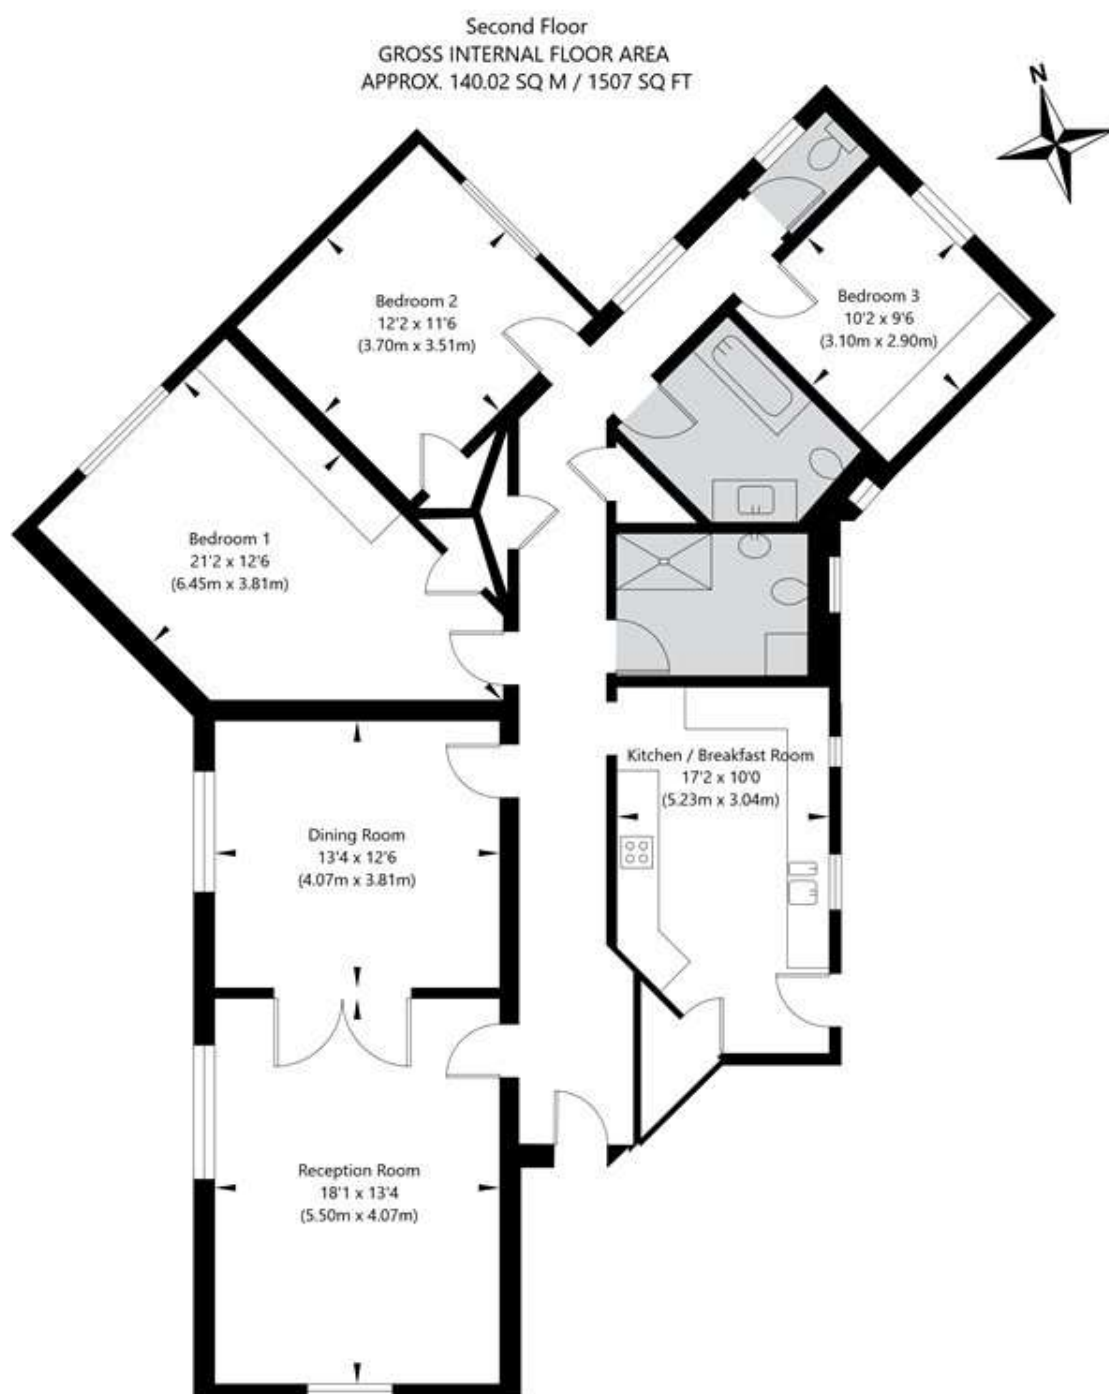 Second Floor
GROSS INTERNAL FLOOR AREA
APPROX. 140.02 SQ M / 1507 SQ FT
N
Bedroom 2
12'2 x 11'6
(3.70m x 3.51m)
Bedroom 3
10'2 x 9'6
(3.10m x 2.90m)
Bedroom 1
21'2 x 12'6
(6.45m x 3.81m)
Kitchen / Breakfast Room
17'2 x 10'0
(5.23m x 3.04m)
Dining Room
13'4 x 12'6
(4.07m x 3.81m)
Reception Room
18'1 x 13'4
(5.50m x 4.07m)